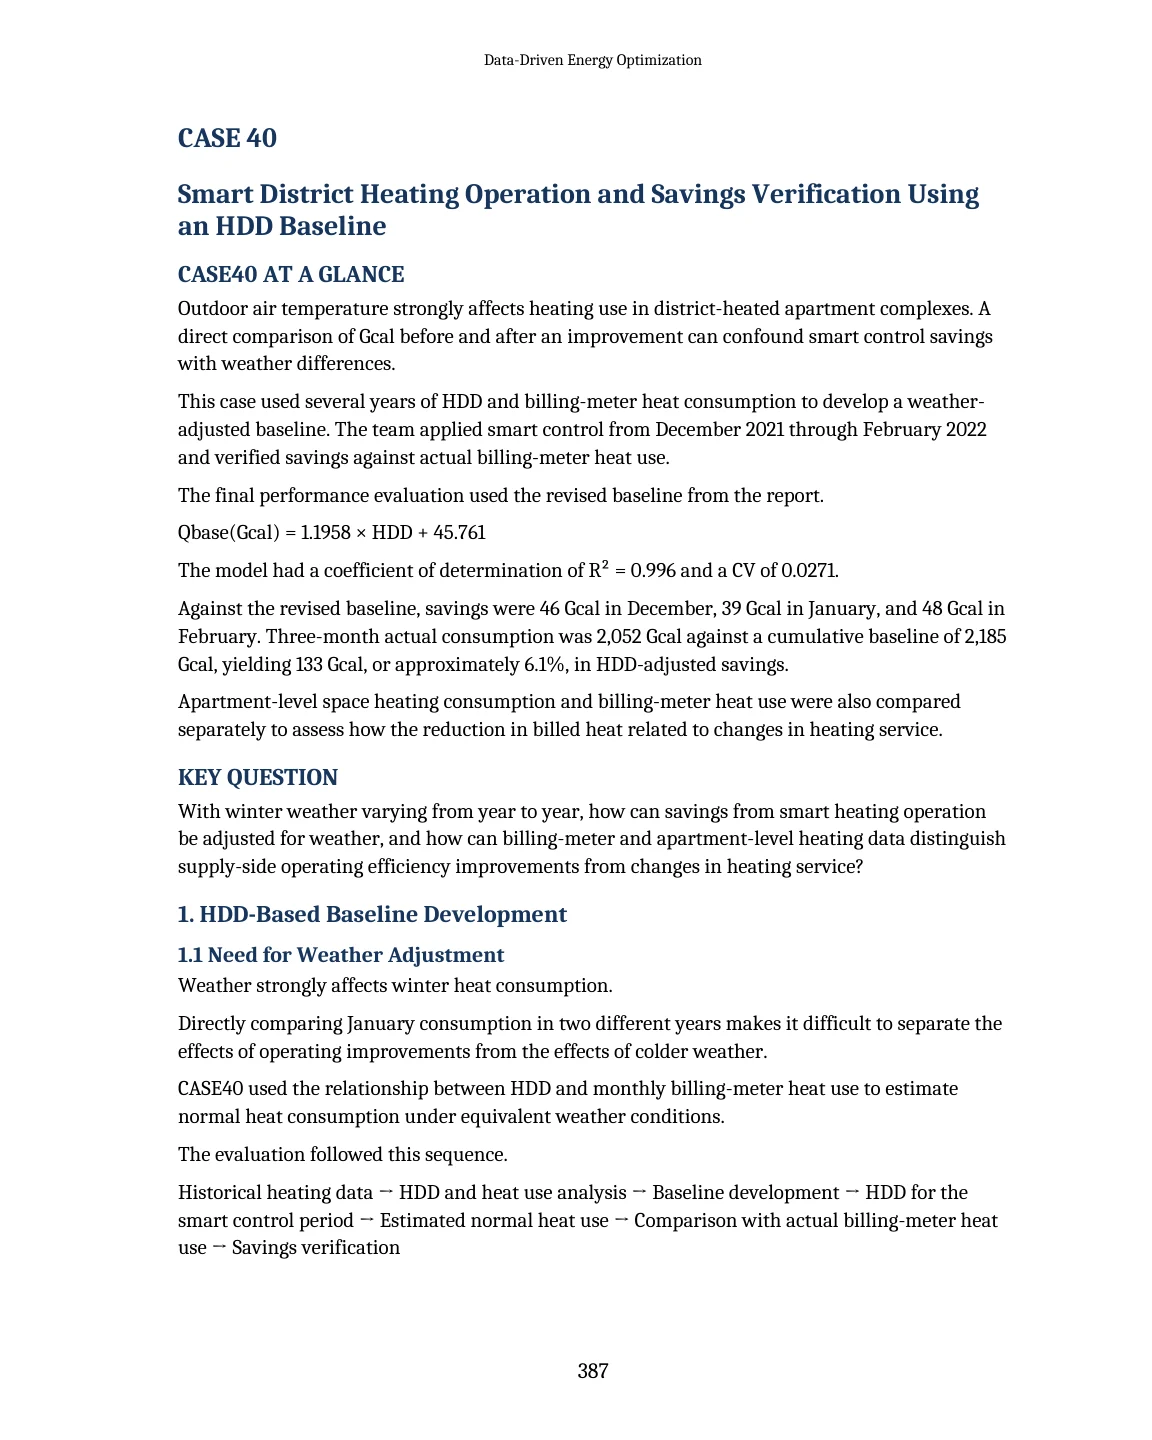 Data-Driven Energy Optimization
CASE 40
Smart District Heating Operation and Savings Verification Using
an HDD Baseline
CASE40 AT A GLANCE
Outdoor air temperature strongly affects heating use in district-heated apartment complexes. A
direct comparison of Gcal before and after an improvement can confound smart control savings
with weather differences.
This case used several years of HDD and billing-meter heat consumption to develop a weather-
adjusted baseline. The team applied smart control from December 2021 through February 2022
and verified savings against actual billing-meter heat use.
The final performance evaluation used the revised baseline from the report.
Qbase(Gcal) = 1.1958 × HDD + 45.761
The model had a coefficient of determination of R² = 0.996 and a CV of 0.0271.
Against the revised baseline, savings were 46 Gcal in December, 39 Gcal in January, and 48 Gcal in
February. Three-month actual consumption was 2,052 Gcal against a cumulative baseline of 2,185
Gcal, yielding 133 Gcal, or approximately 6.1%, in HDD-adjusted savings.
Apartment-level space heating consumption and billing-meter heat use were also compared
separately to assess how the reduction in billed heat related to changes in heating service.
KEY QUESTION
With winter weather varying from year to year, how can savings from smart heating operation
be adjusted for weather, and how can billing-meter and apartment-level heating data distinguish
supply-side operating efficiency improvements from changes in heating service?
1. HDD-Based Baseline Development
1.1 Need for Weather Adjustment
Weather strongly affects winter heat consumption.
Directly comparing January consumption in two different years makes it difficult to separate the
effects of operating improvements from the effects of colder weather.
CASE40 used the relationship between HDD and monthly billing-meter heat use to estimate
normal heat consumption under equivalent weather conditions.
The evaluation followed this sequence.
Historical heating data → HDD and heat use analysis → Baseline development → HDD for the
smart control period → Estimated normal heat use → Comparison with actual billing-meter heat
use → Savings verification
387